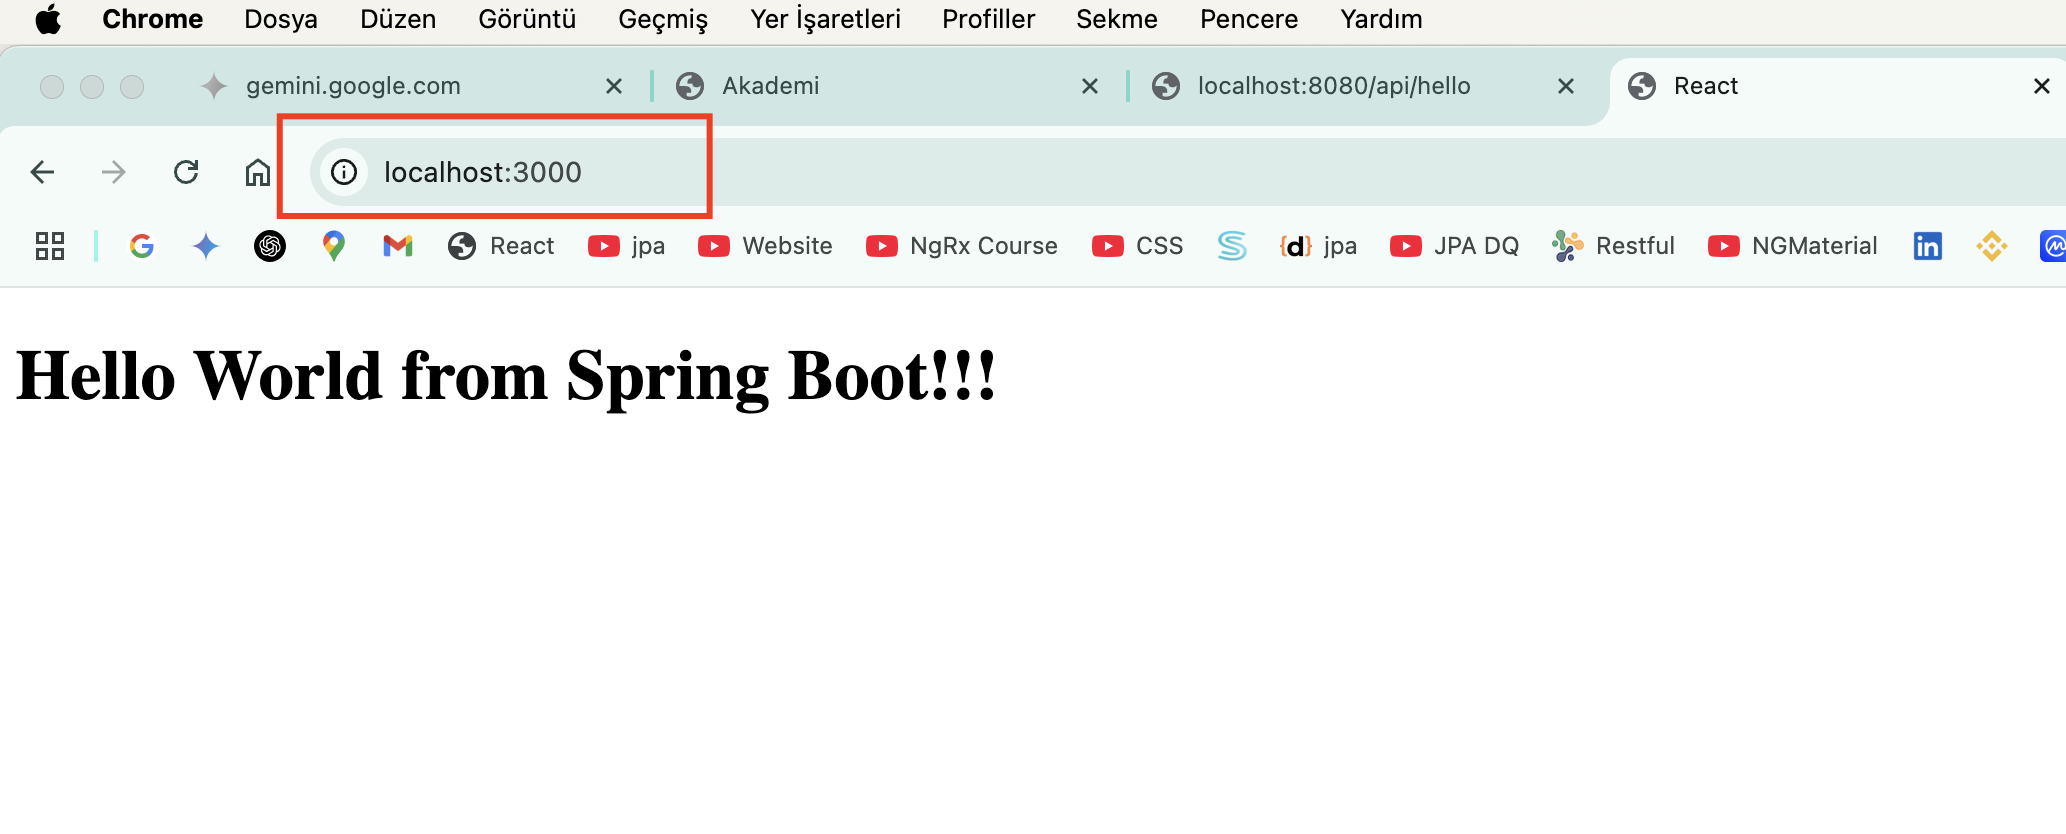 Chrome Dosya Düzen Görüntü Geçmiş Yer İşaretleri Profiller Sekme Pencere Yardım
gemini.google.com Akademi localhost:8080/api/hello React
localhost:3000
React jpa Website NgRx Course CSS {d} jpa JPA DQ Restful NGMaterial in
Hello World from Spring Boot!!!